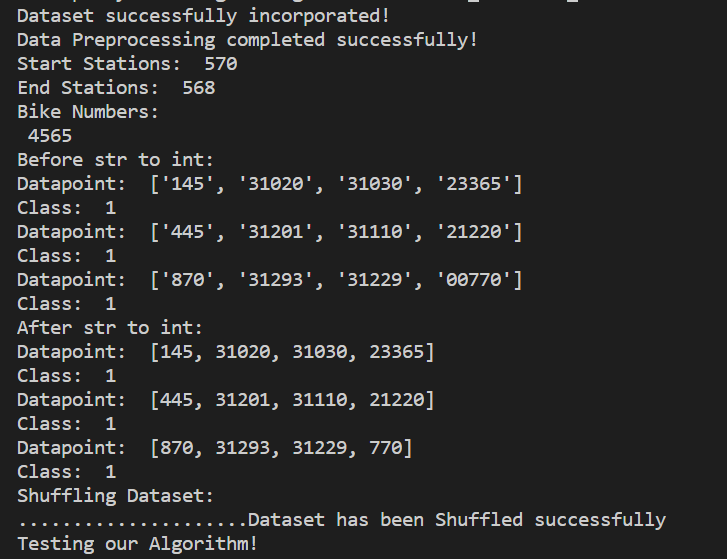 Dataset successfully incorporated!
Data Preprocessing completed successfully!
Start Stations:  570
End Stations:  568
Bike Numbers:
 4565
Before str to int:
Datapoint:  ['145', '31020', '31030', '23365']
Class:  1
Datapoint:  ['445', '31201', '31110', '21220']
Class:  1
Datapoint:  ['870', '31293', '31229', '00770']
Class:  1
After str to int:
Datapoint:  [145, 31020, 31030, 23365]
Class:  1
Datapoint:  [445, 31201, 31110, 21220]
Class:  1
Datapoint:  [870, 31293, 31229, 770]
Class:  1
Shuffling Dataset:
.....................Dataset has been Shuffled successfully
Testing our Algorithm!